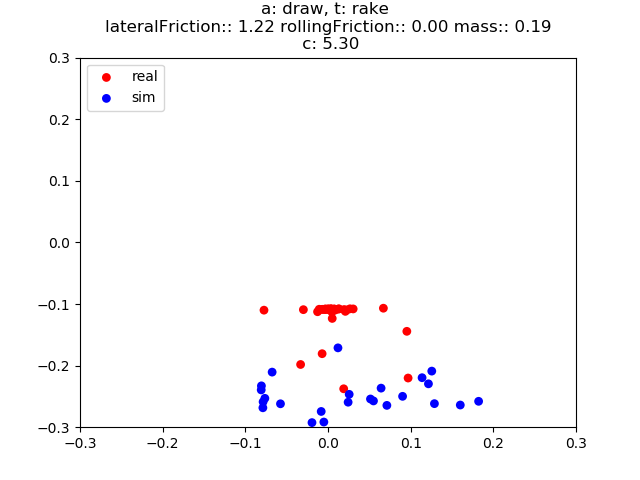 a: draw, t: rake
lateralFriction:: 1.22 rollingFriction:: 0.00 mass:: 0.19
c: 5.30
real
sim
0.3
0.2
0.1
0.0
−0.1
−0.2
−0.3
−0.3
−0.2
−0.1
0.0
0.1
0.2
0.3